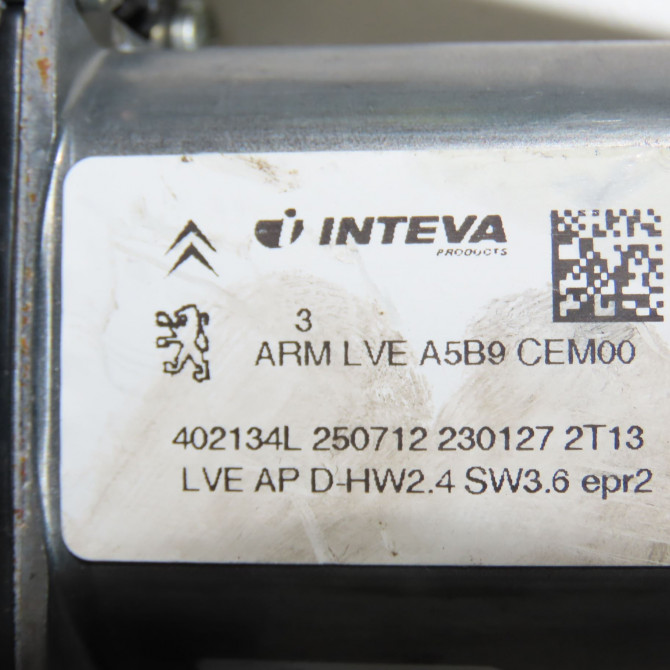 INTEVA
PRODUCTS
3
ARM LVE A5B9 CEM00
402134L 250712 230127 2T13
LVE AP D-HW2.4 SW3.6 epr2